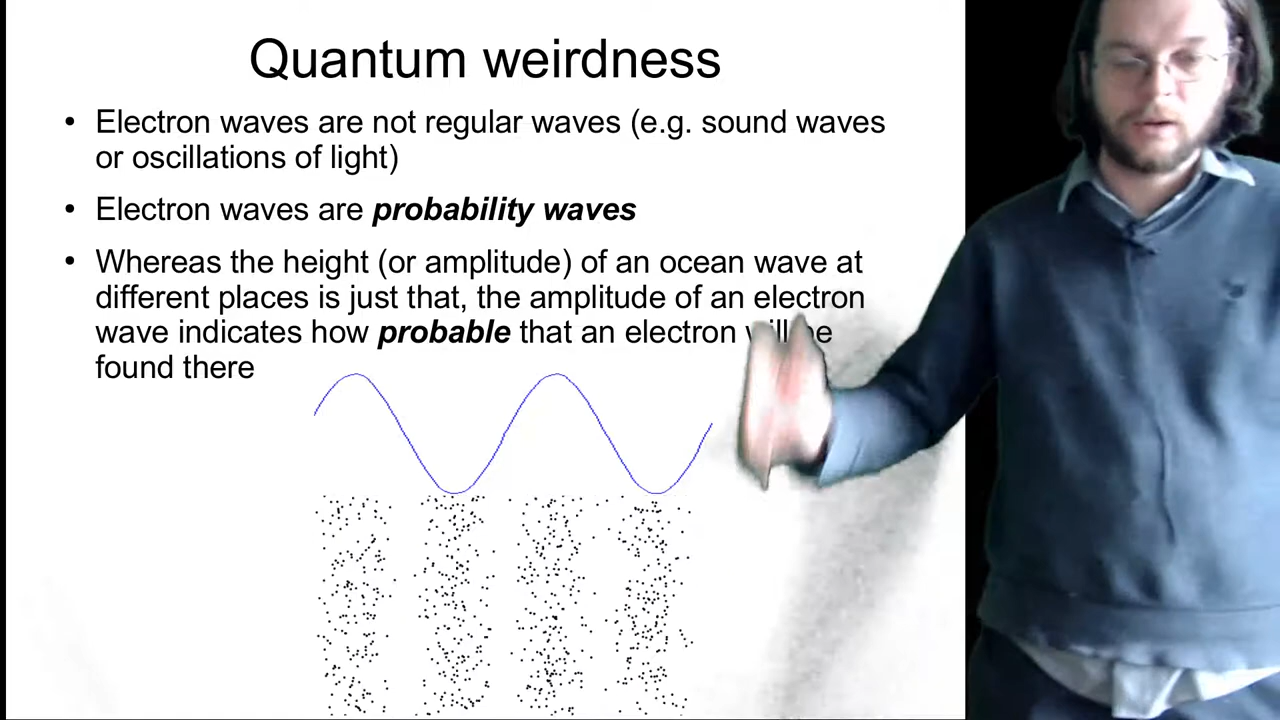 Quantum weirdness
• Electron waves are not regular waves (e.g. sound waves
or oscillations of light)
• Electron waves are probability waves
• Whereas the height (or amplitude) of an ocean wave at
different places is just that, the amplitude of an electron
wave indicates how probable that an electron will be
found there